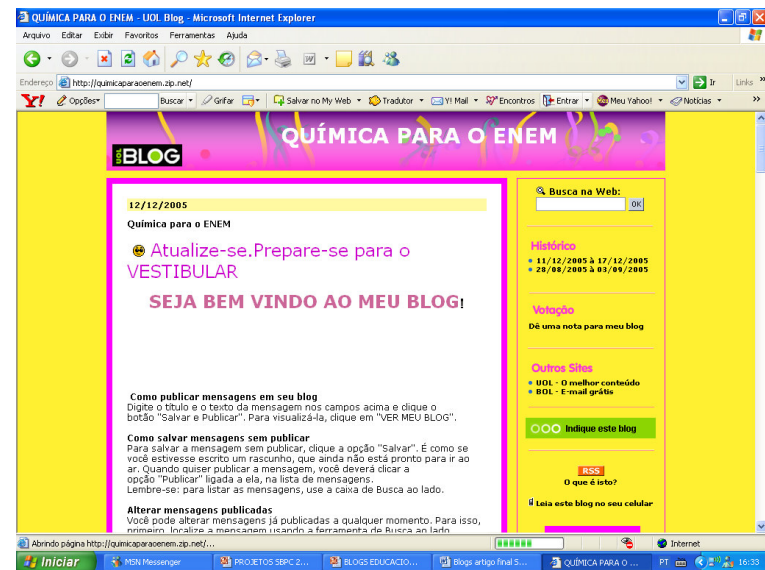 QUÍMICA PARA O ENEM - UOL Blog - Microsoft Internet Explorer
Arquivo Editar Exibir Favoritos Ferramentas Ajuda
Endereço http://quimicaparaoenem.zip.net/ Ir Links »
Y! Opções Buscar Grifar Salvar no My Web Tradutor Y! Mail Encontros Entrar Meu Yahoo! Notícias »
QUÍMICA PARA O ENEM
UOL BLOG
12/12/2005
Química para o ENEM
Atualize-se.Prepare-se para o
VESTIBULAR
SEJA BEM VINDO AO MEU BLOG!
Como publicar mensagens em seu blog
Digite o título e o texto da mensagem nos campos acima e clique o
botão "Salvar e Publicar". Para visualizá-la, clique em "VER MEU BLOG".
Como salvar mensagens sem publicar
Para salvar a mensagem sem publicar, clique a opção "Salvar". É como se
você estivesse escrito um rascunho, que ainda não está pronto para ir ao
ar. Quando quiser publicar a mensagem, você deverá clicar a
opção "Publicar" ligada a ela, na lista de mensagens.
Lembre-se: para listar as mensagens, use a caixa de Busca ao lado.
Alterar mensagens publicadas
Você pode alterar mensagens já publicadas a qualquer momento. Para isso,
primeiro, localize a mensagem usando a ferramenta de Busca ao lado
Busca na Web:
OK
Histórico
11/12/2005 à 17/12/2005
28/08/2005 à 03/09/2005
Votação
Dê uma nota para meu blog
Outros Sites
UOL - O melhor conteúdo
BOL - E-mail grátis
Indique este blog
RSS
O que é isto?
Leia este blog no seu celular
Abrindo página http://quimicaparaoenem.zip.net/... Internet
Iniciar MSN Messenger PROJETOS SBPC 2... BLOGS EDUCACIO... Blogs artigo final S... QUÍMICA PARA O ... PT 16:33